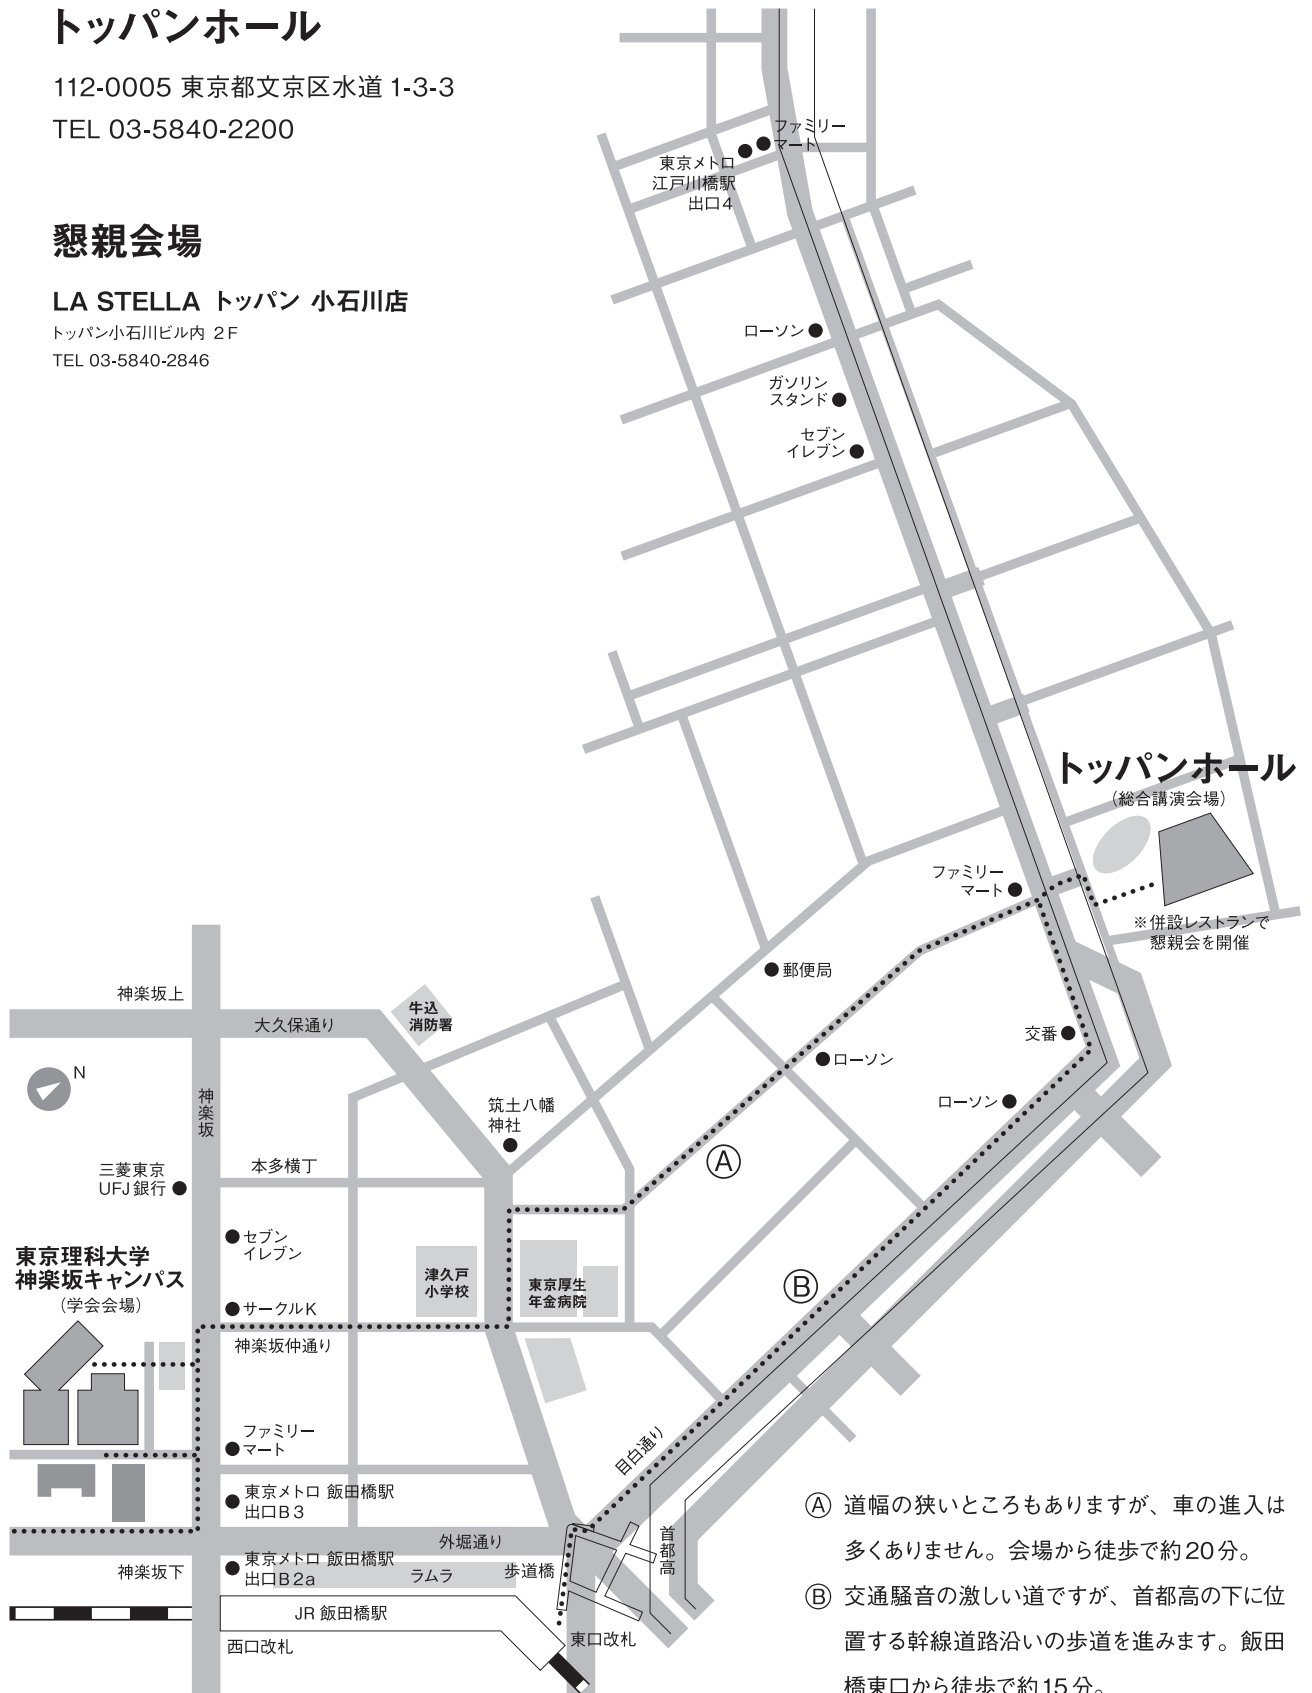 トッパンホール
112-0005 東京都文京区水道 1-3-3
TEL 03-5840-2200
懇親会場
LA STELLA トッパン 小石川店
トッパン小石川ビル内 2F
TEL 03-5840-2846
ファミリー
マート
東京メトロ
江戸川橋駅
出口4
ローソン
ガソリン
スタンド
セブン
イレブン
トッパンホール
(総合講演会場)
ファミリー
マート
※併設レストランで
懇親会を開催
郵便局
神楽坂上
大久保通り
牛込
消防署
交番
ローソン
N
神楽坂
ローソン
筑土八幡
神社
A
三菱東京
UFJ銀行
本多横丁
セブン
イレブン
東京理科大学
神楽坂キャンパス
(学会会場)
津久戸
小学校
東京厚生
年金病院
B
サークルK
神楽坂仲通り
ファミリー
マート
目白通り
東京メトロ 飯田橋駅
出口B3
外堀通り
首都高
神楽坂下
東京メトロ 飯田橋駅
出口B2a
ラムラ
歩道橋
JR 飯田橋駅
西口改札
東口改札
Ⓐ 道幅の狭いところもありますが、車の進入は
多くありません。会場から徒歩で約20分。
Ⓑ 交通騒音の激しい道ですが、首都高の下に位
置する幹線道路沿いの歩道を進みます。飯田
橋東口から徒歩で約15分。